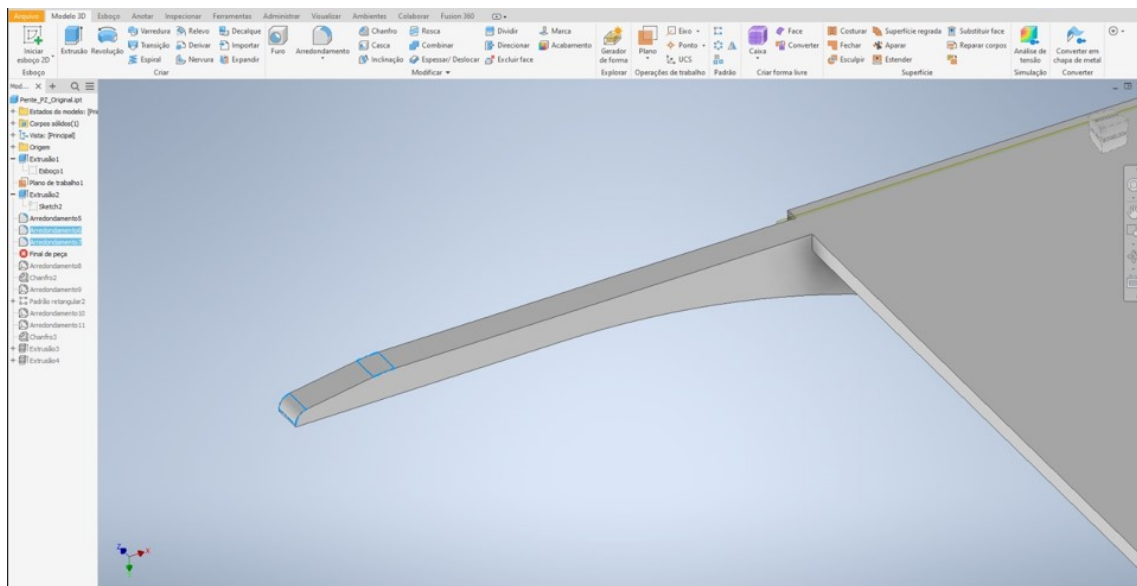 Arquivo Modelo 3D Esboço Anotar Inspecionar Ferramentas Administrar Visualizar Ambientes Colaborar Fusion 360
Iniciar esboço 2D
Esboço
Extrusão Revolução
Varredura Relevo Decalque
Transição Derivar Importar
Espiral Nervura Expandir
Criar
Furo Arredondamento
Chanfro Rosca Dividir Marca
Casca Combinar Direcionar Acabamento
Inclinação Espessar/Deslocar Excluir face
Modificar
Gerador de forma
Explorar
Plano
Eixo
Ponto
UCS
Operações de trabalho
Padrão
Caixa
Face
Converter
Criar forma livre
Costurar Superfície regrada Substituir face
Fechar Aparar Reparar corpos
Esculpir Estender
Superfície
Análise de tensão
Simulação
Converter em chapa de metal
Converter
Mod...
Pente_PZ_Original.ipt
Estados do modelo: [Pri
Corpos sólidos(1)
Vista: [Principal]
Origem
Extrusão1
Esboço1
Plano de trabalho1
Extrusão2
Sketch2
Arredondamento5
Arredondamento6
Arredondamento7
Final de peça
Arredondamento8
Chanfro2
Arredondamento9
Padrão retangular2
Arredondamento10
Arredondamento11
Chanfro3
Extrusão3
Extrusão4
Z
X